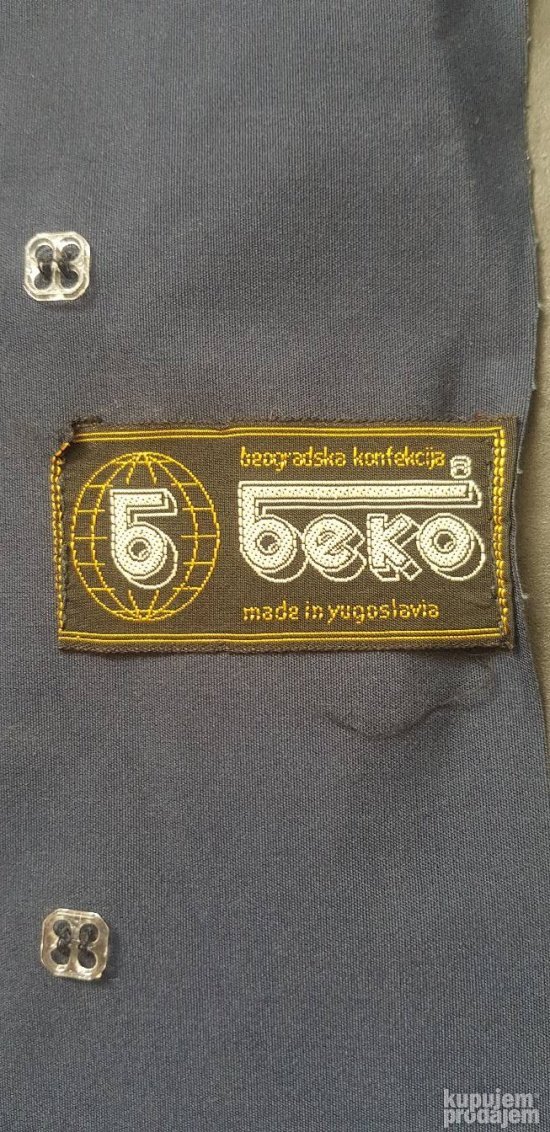 beogradska konfekcija
Б
Беко
made in yugoslavia
kupujem
prodajem